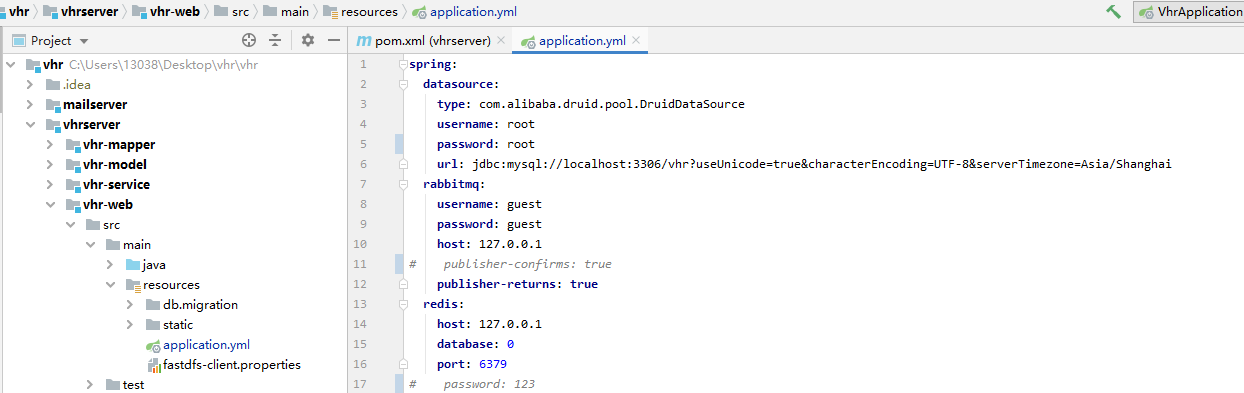 vhr vhrserver vhr-web src main resources application.yml VhrApplication
Project
pom.xml (vhrserver) application.yml
vhr C:\Users\13038\Desktop\vhr\vhr
.idea
mailserver
vhrserver
vhr-mapper
vhr-model
vhr-service
vhr-web
src
main
java
resources
db.migration
static
application.yml
fastdfs-client.properties
test
1 spring:
2 datasource:
3 type: com.alibaba.druid.pool.DruidDataSource
4 username: root
5 password: root
6 url: jdbc:mysql://localhost:3306/vhr?useUnicode=true&characterEncoding=UTF-8&serverTimezone=Asia/Shanghai
7 rabbitmq:
8 username: guest
9 password: guest
10 host: 127.0.0.1
11 # publisher-confirms: true
12 publisher-returns: true
13 redis:
14 host: 127.0.0.1
15 database: 0
16 port: 6379
17 # password: 123